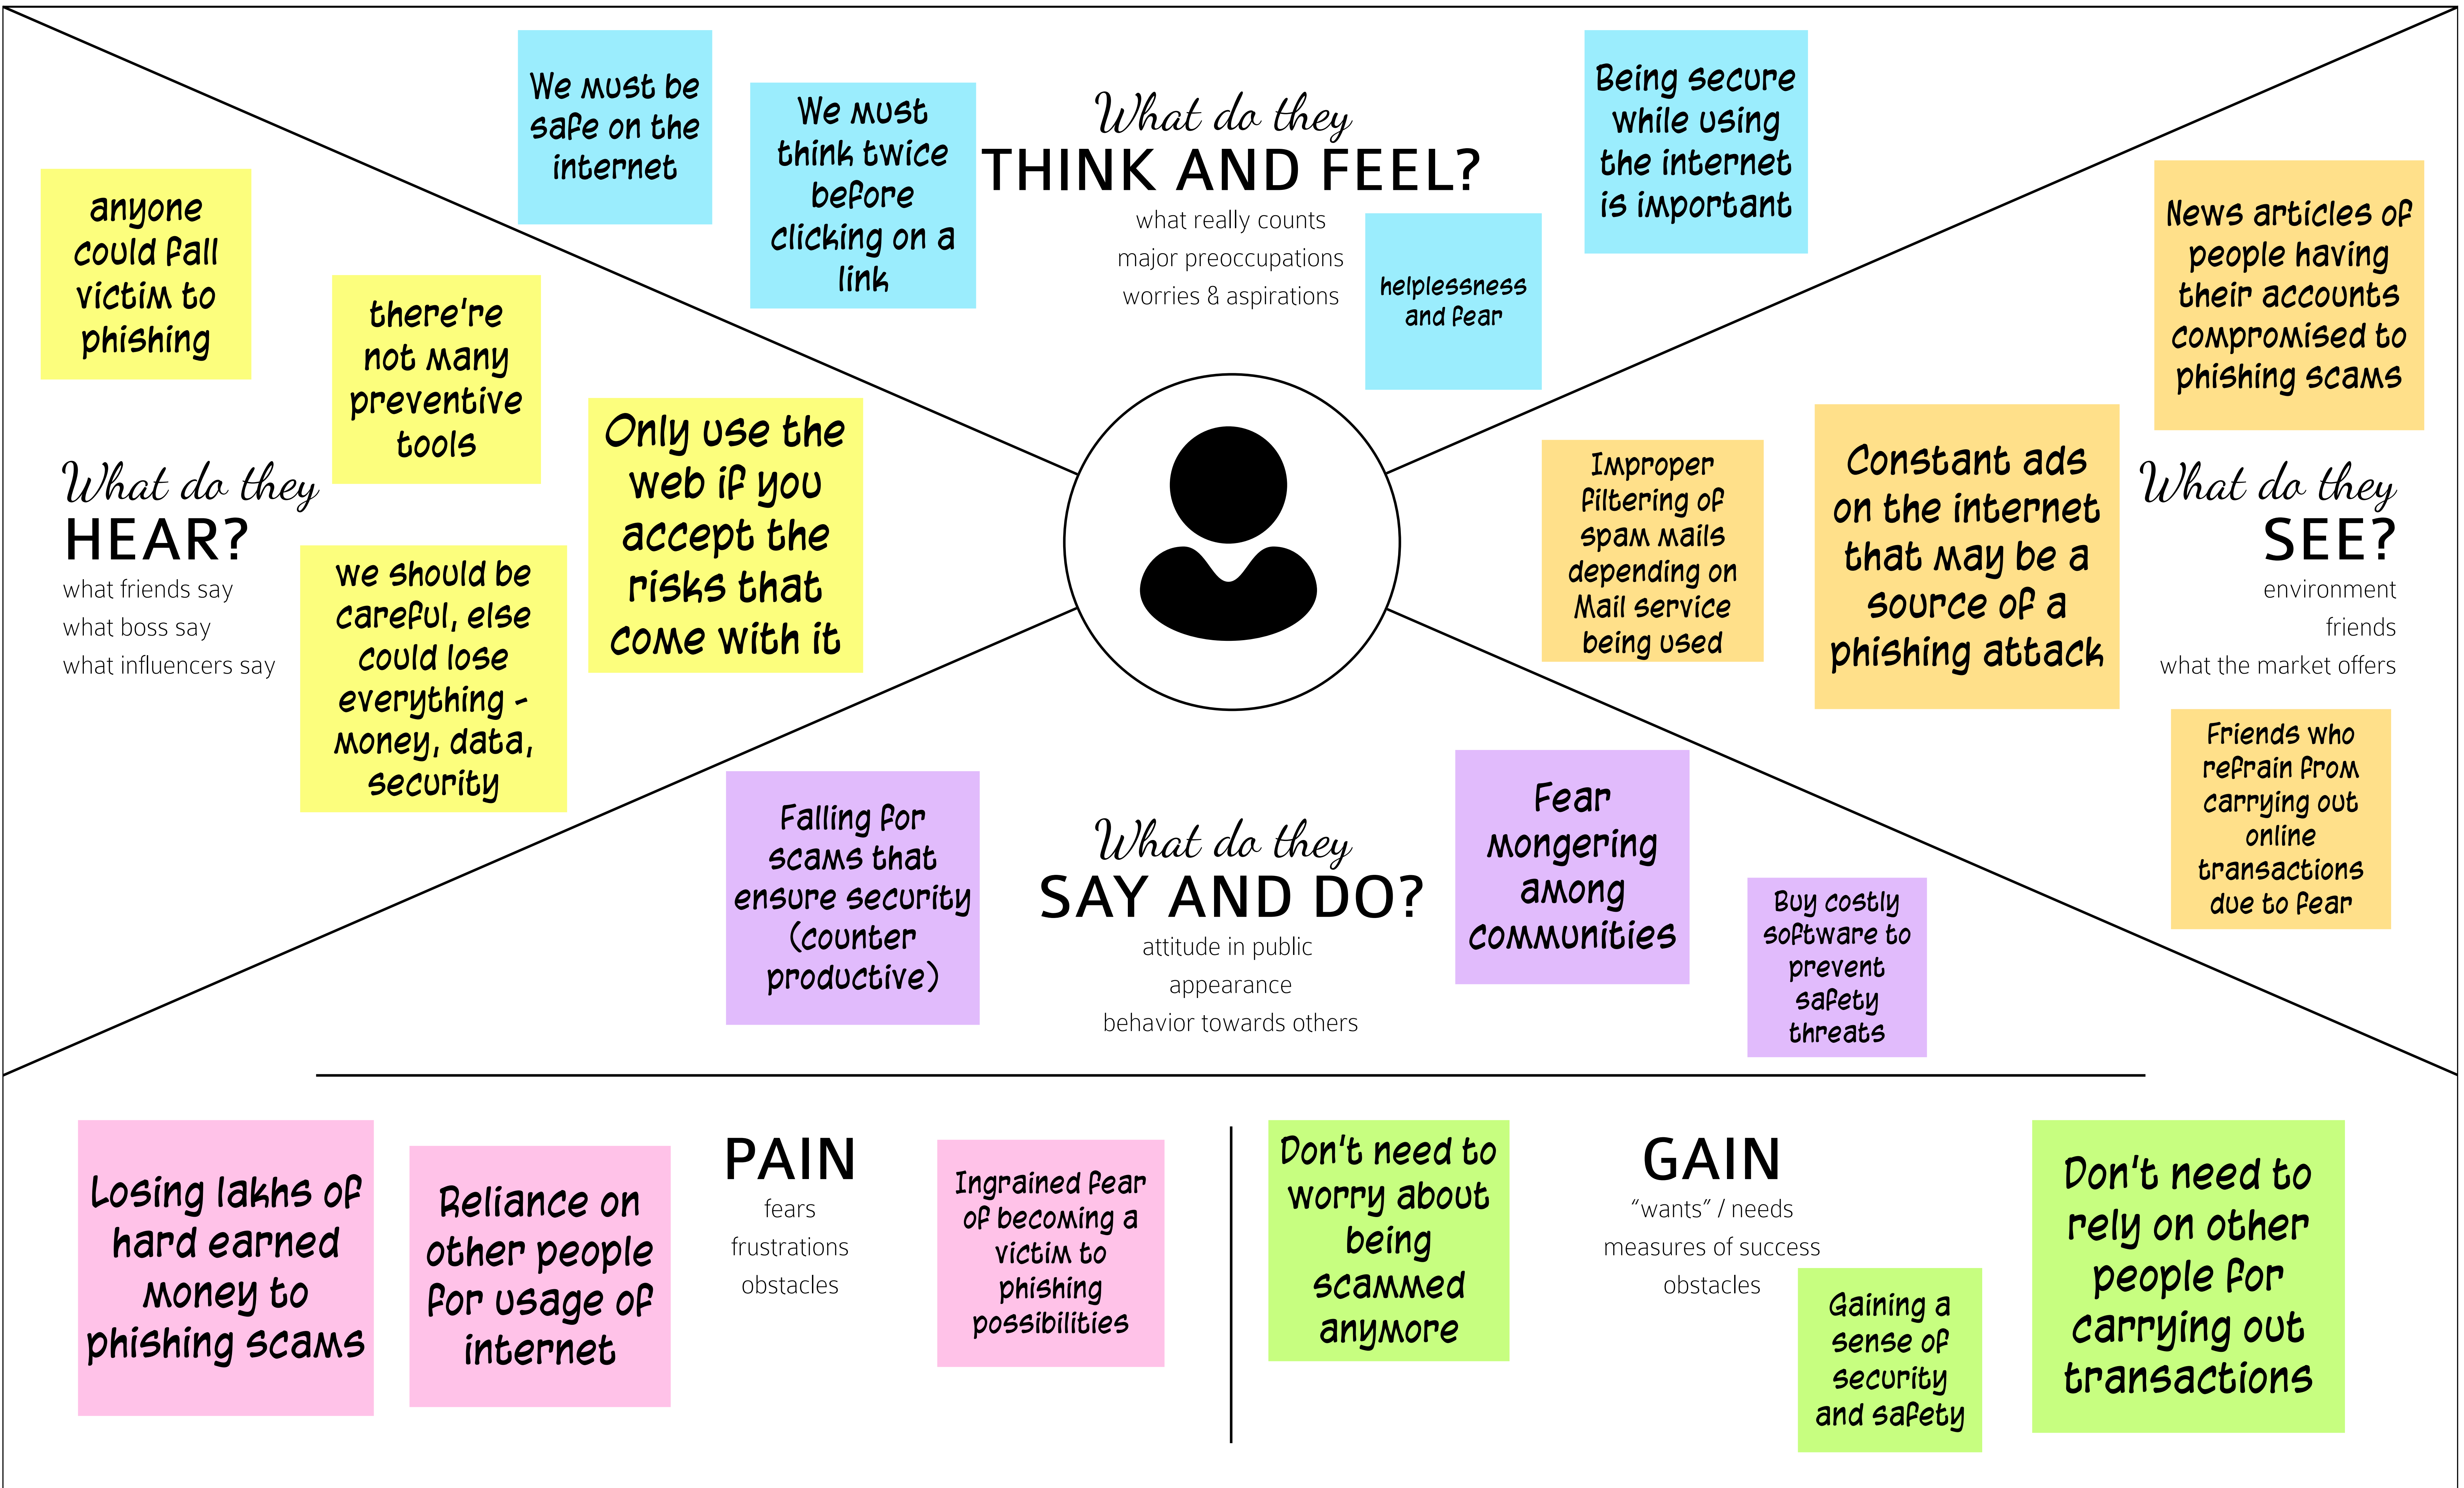 We must be
safe on the
internet
We must
think twice
before
clicking on a
link
What do they
THINK AND FEEL?
what really counts
major preoccupations
worries & aspirations
helplessness
and fear
Being secure
while using
the internet
is important
anyone
could fall
victim to
phishing
there're
not many
preventive
tools
Only use the
web if you
accept the
risks that
come with it
What do they
HEAR?
what friends say
what boss say
what influencers say
we should be
careful, else
could lose
everything -
money, data,
security
News articles of
people having
their accounts
compromised to
phishing scams
Improper
filtering of
spam mails
depending on
Mail service
being used
Constant ads
on the internet
that may be a
source of a
phishing attack
What do they
SEE?
environment
friends
what the market offers
Friends who
refrain from
carrying out
online
transactions
due to fear
Falling for
scams that
ensure security
(counter
productive)
What do they
SAY AND DO?
attitude in public
appearance
behavior towards others
Fear
mongering
among
communities
Buy costly
software to
prevent
safety
threats
Losing lakhs of
hard earned
money to
phishing scams
Reliance on
other people
for usage of
internet
PAIN
fears
frustrations
obstacles
Ingrained fear
of becoming a
victim to
phishing
possibilities
Don't need to
worry about
being
scammed
anymore
GAIN
“wants” / needs
measures of success
obstacles
Gaining a
sense of
security
and safety
Don't need to
rely on other
people for
carrying out
transactions